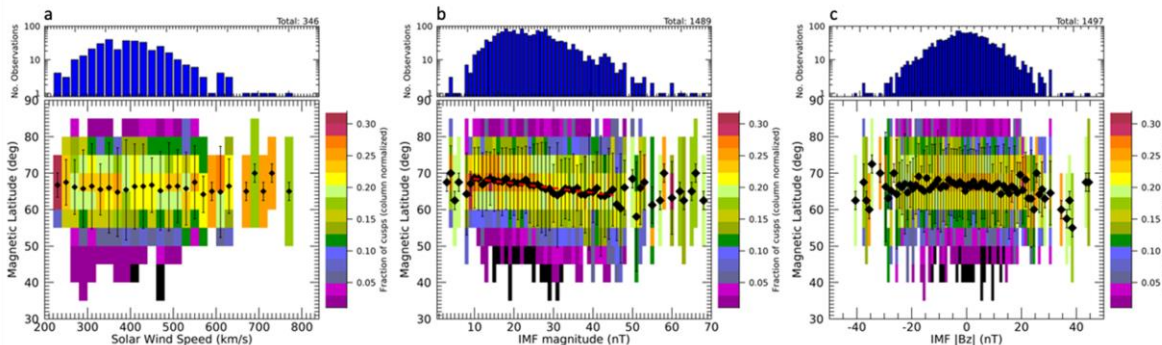 a
Total: 346
No. Observations
100
10
1
Magnetic Latitude (deg)
90
80
70
60
50
40
30
200 300 400 500 600 700 800
Solar Wind Speed (km/s)
0.30
0.25
0.20
0.15
0.10
0.05
Fraction of cusps (column normalized)
b
Total: 1489
No. Observations
100
10
1
Magnetic Latitude (deg)
90
80
70
60
50
40
30
10 20 30 40 50 60 70
IMF magnitude (nT)
0.30
0.25
0.20
0.15
0.10
0.05
Fraction of cusps (column normalized)
c
Total: 1497
No. Observations
100
10
1
Magnetic Latitude (deg)
90
80
70
60
50
40
30
-40 -20 0 20 40
IMF |Bz| (nT)
0.30
0.25
0.20
0.15
0.10
0.05
Fraction of cusps (column normalized)